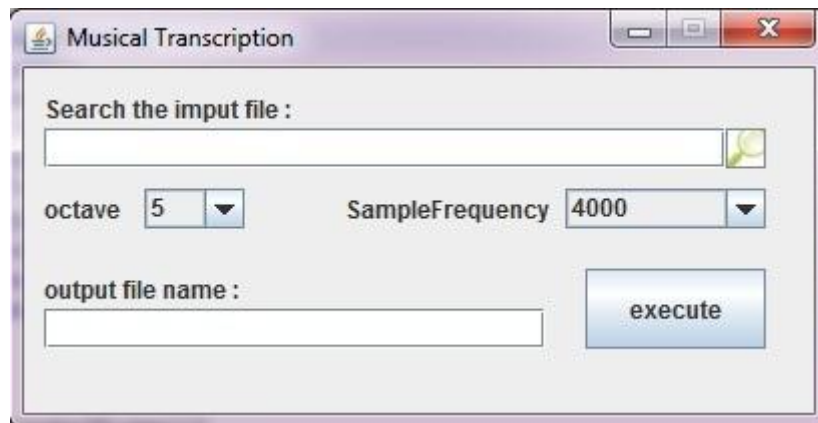 Musical Transcription
Search the imput file :
octave 5 SampleFrequency 4000
output file name :
execute